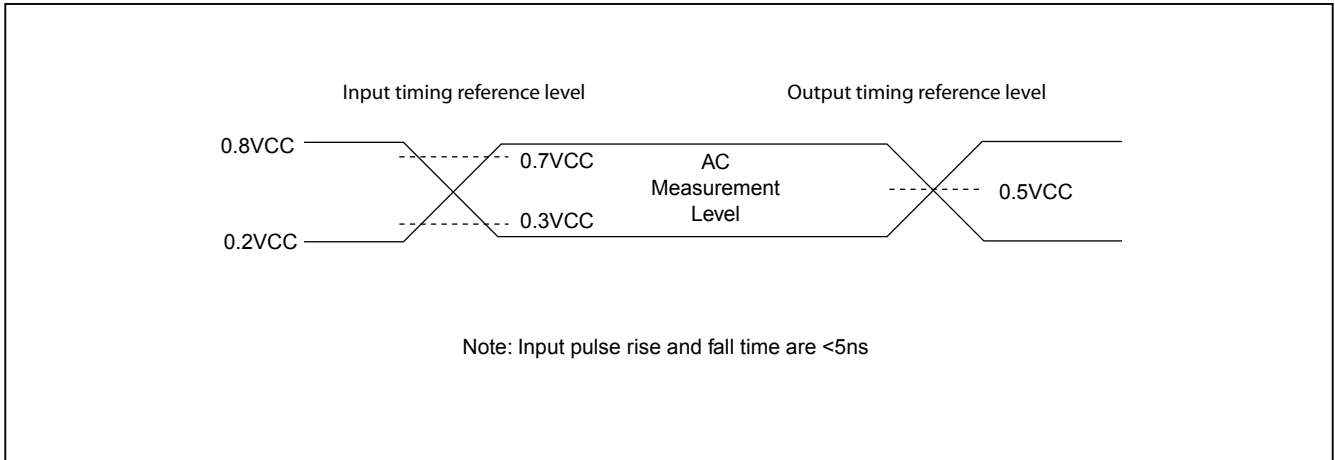 Input timing reference level
Output timing reference level
0.8VCC
0.7VCC
AC
Measurement
Level
0.5VCC
0.3VCC
0.2VCC
Note: Input pulse rise and fall time are <5ns